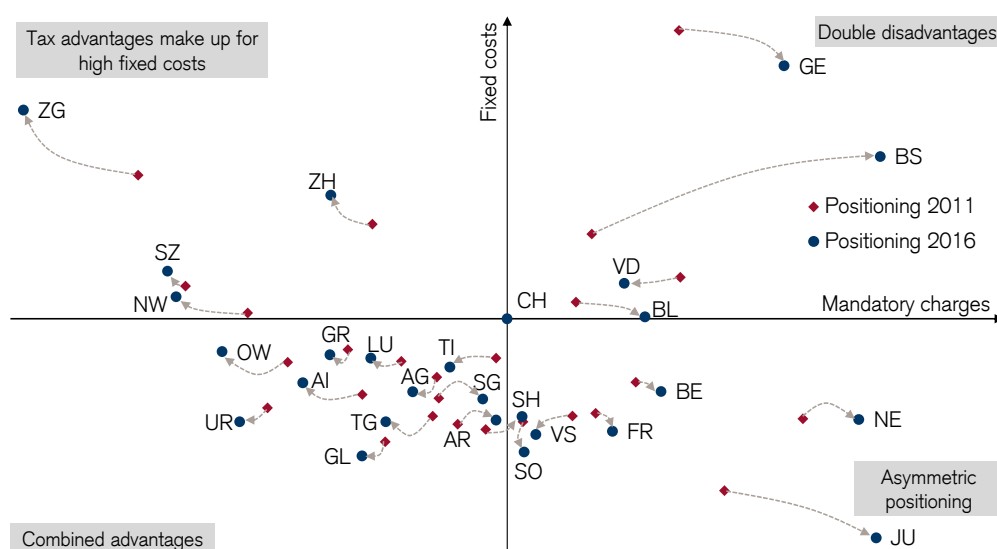 Tax advantages make up for
high fixed costs
Fixed costs
Double disadvantages
GE
ZG
BS
ZH
Positioning 2011
Positioning 2016
SZ
VD
NW
CH
BL
Mandatory charges
OW
GR
LU
TI
AI
AG
SG
BE
SH
UR
TG
AR
VS
FR
NE
GL
SO
Asymmetric
positioning
Combined advantages
JU